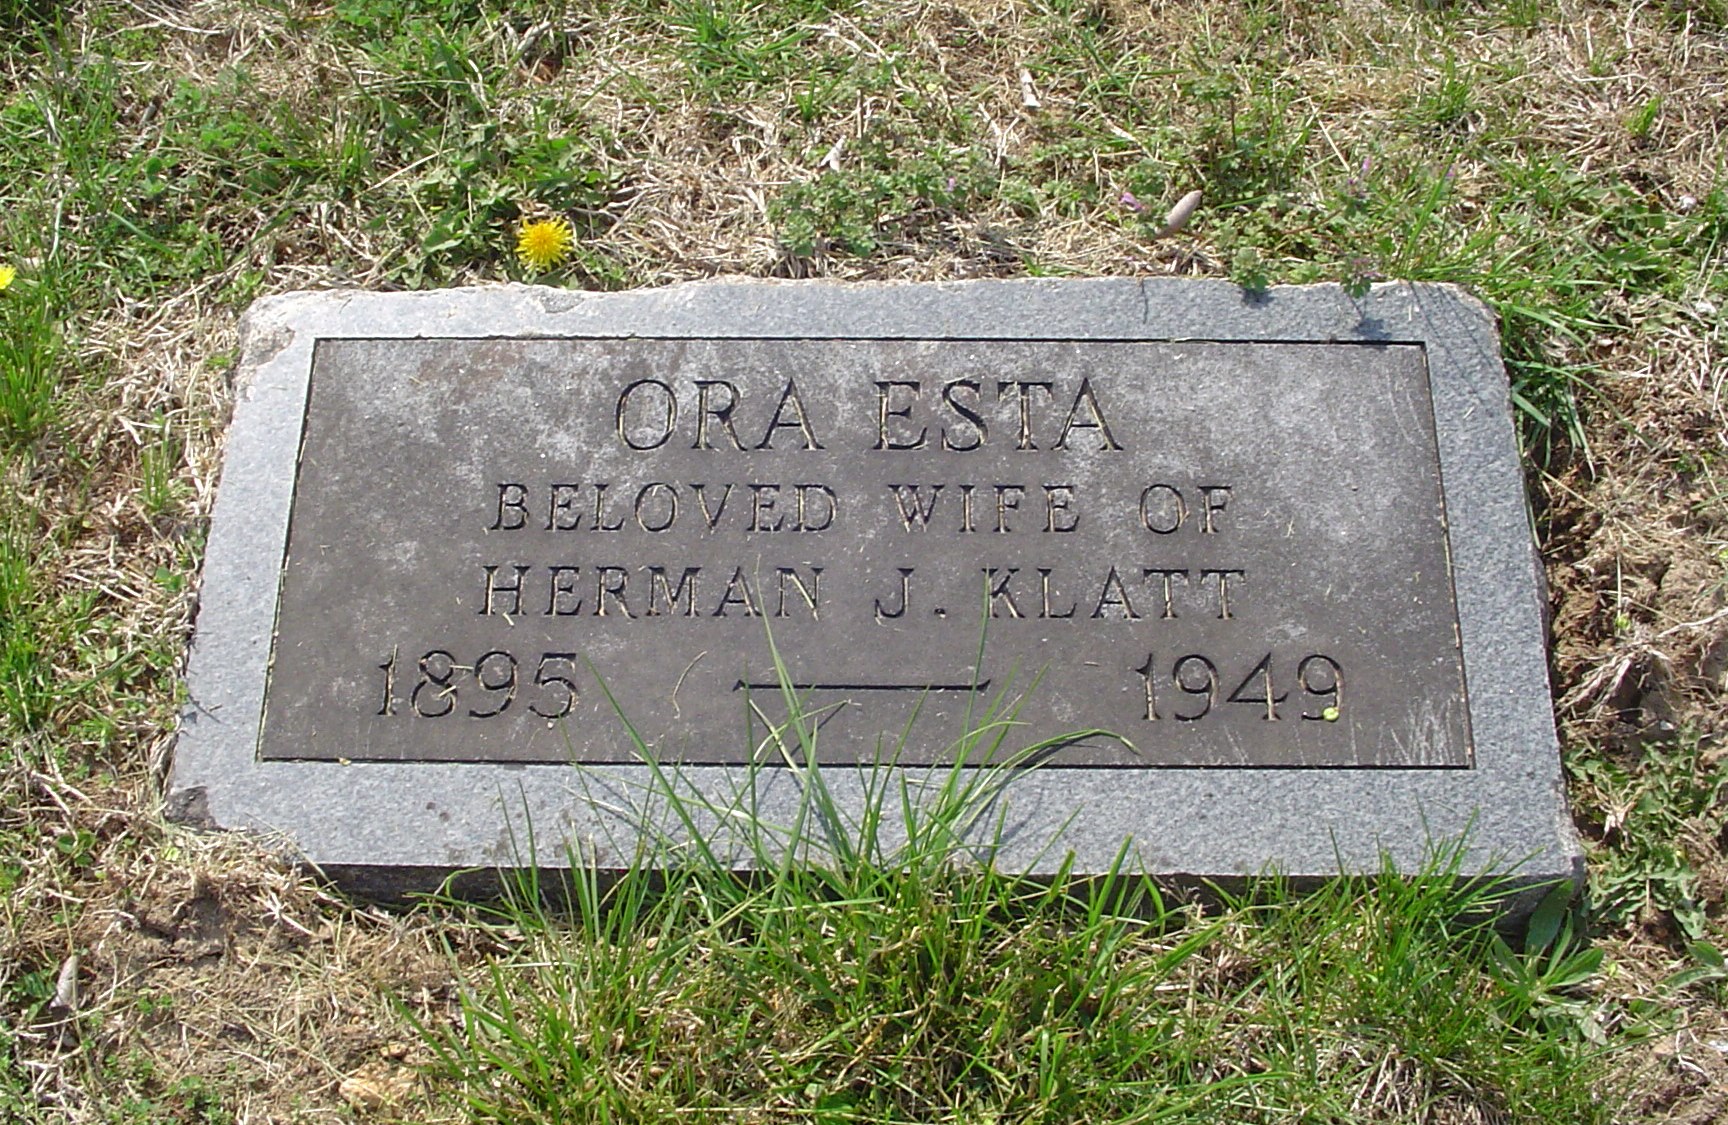 ORA ESTA
BELOVED WIFE OF
HERMAN J. KLATT
1895 — 1949